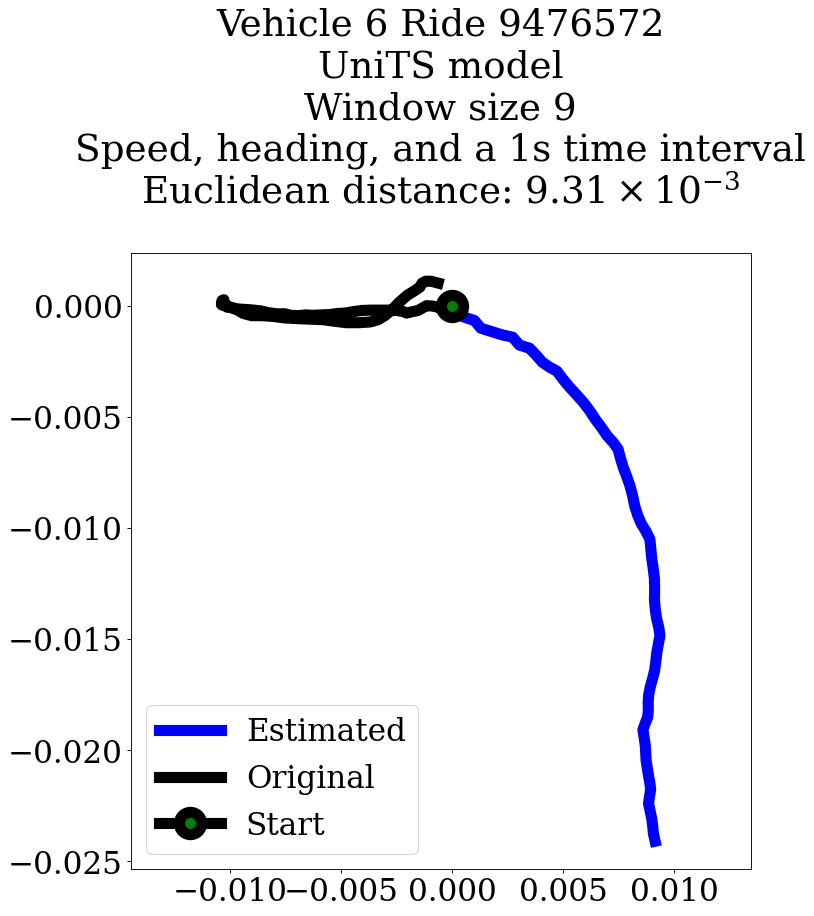 Vehicle 6 Ride 9476572
UniTS model
Window size 9
Speed, heading, and a 1s time interval
Euclidean distance: 9.31 × 10⁻³
0.000
−0.005
−0.010
−0.015
−0.020
−0.025
Estimated
Original
Start
−0.010 −0.005 0.000 0.005 0.010